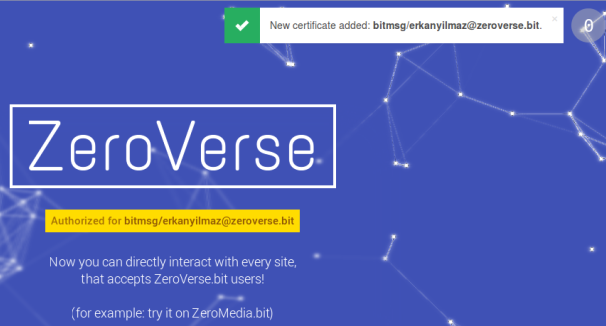 New certificate added: bitmsg/erkanyilmaz@zeroverse.bit.
×
0
ZeroVerse
Authorized for bitmsg/erkanyilmaz@zeroverse.bit
Now you can directly interact with every site,
that accepts ZeroVerse.bit users!
(for example: try it on ZeroMedia.bit)